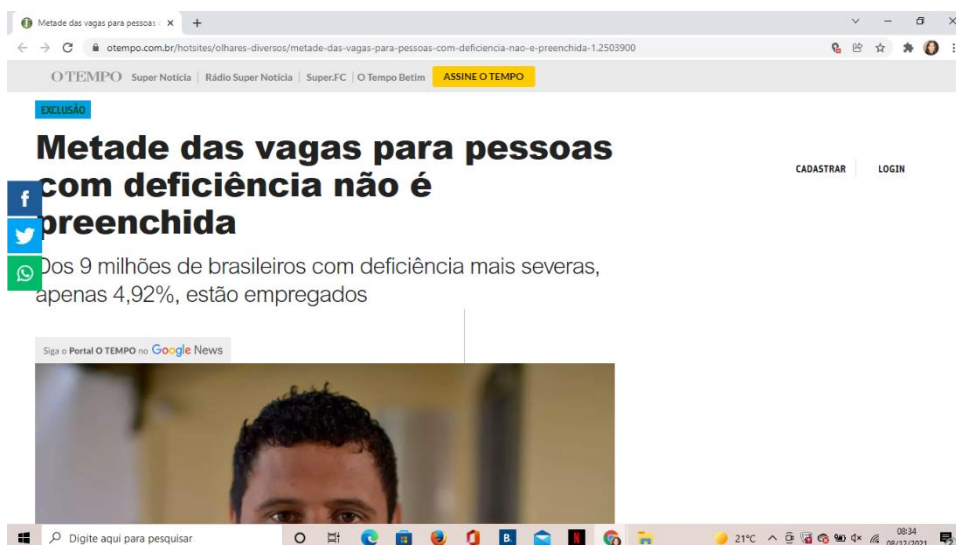 Metade das vagas para pessoas c
otempo.com.br/hotsites/olhares-diversos/metade-das-vagas-para-pessoas-com-deficiencia-nao-e-preenchida-1.2503900
O TEMPO Super Notícia | Rádio Super Notícia | Super.FC | O Tempo Betim ASSINE O TEMPO
EXCLUSÃO
Metade das vagas para pessoas
com deficiência não é
preenchida
CADASTRAR LOGIN
Dos 9 milhões de brasileiros com deficiência mais severas,
apenas 4,92%, estão empregados
Siga o Portal O TEMPO no Google News
Digite aqui para pesquisar
B.
N
21°C
08:34
08/12/2021